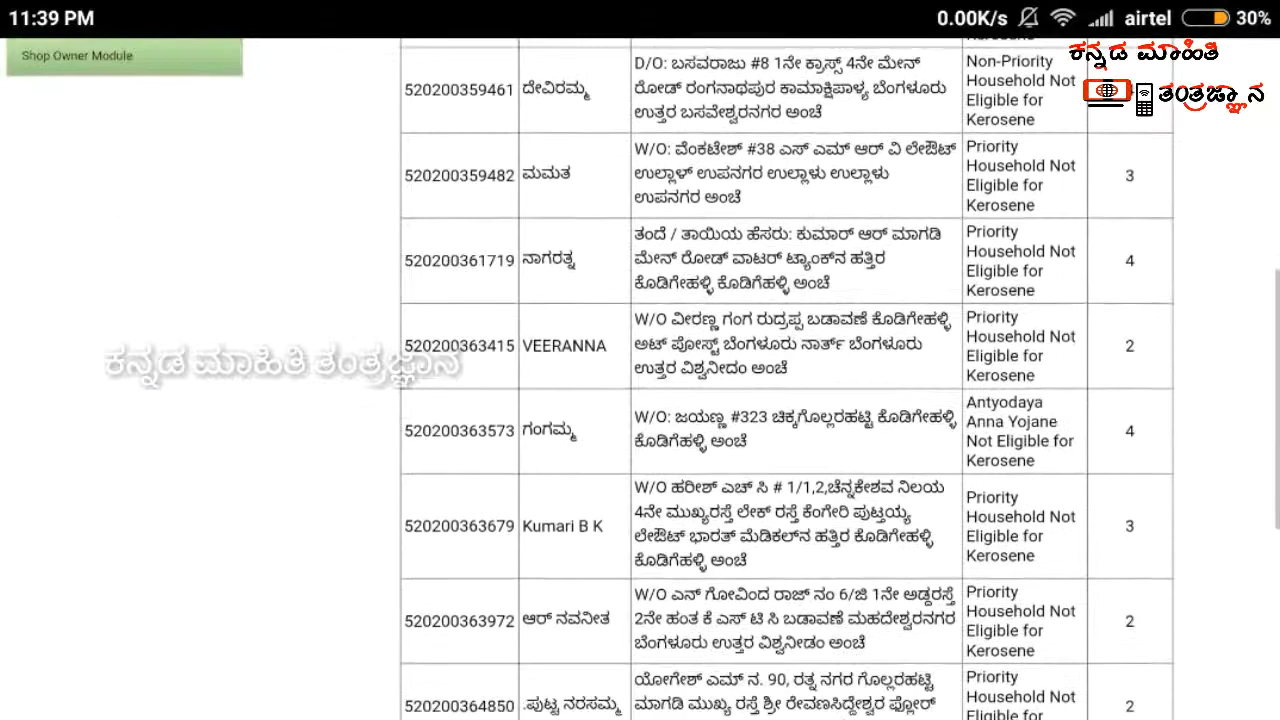 11:39 PM
0.00K/s airtel 30%
Shop Owner Module
ಕನ್ನಡ ಮಾಹಿತಿ
ತಂತ್ರಜ್ಞಾನ
520200359461 ದೇವಿರಮ್ಮ
D/O: ಬಸವರಾಜು #8 1ನೇ ಕ್ರಾಸ್ಸ್ 4ನೇ ಮೇನ್
ರೋಡ್ ರಂಗನಾಥಪುರ ಕಾಮಾಕ್ಷಿಪಾಳ್ಯ ಬೆಂಗಳೂರು
ಉತ್ತರ ಬಸವೇಶ್ವರನಗರ ಅಂಚೆ
Non-Priority
Household Not
Eligible for
Kerosene
520200359482 ಮಮತ
W/O: ವೆಂಕಟೇಶ್ #38 ಎಸ್ ಎಮ್ ಆರ್ ವಿ ಲೇಔಟ್
ಉಲ್ಲಾಳ್ ಉಪನಗರ ಉಲ್ಲಾಳು ಉಲ್ಲಾಳು
ಉಪನಗರ ಅಂಚೆ
Priority
Household Not
Eligible for
Kerosene
3
520200361719 ನಾಗರತ್ನ
ತಂದೆ / ತಾಯಿಯ ಹೆಸರು: ಕುಮಾರ್ ಆರ್ ಮಾಗಡಿ
ಮೇನ್ ರೋಡ್ ವಾಟರ್ ಟ್ಯಾಂಕ್‌ನ ಹತ್ತಿರ
ಕೊಡಿಗೇಹಳ್ಳಿ ಕೊಡಿಗೆಹಳ್ಳಿ ಅಂಚೆ
Priority
Household Not
Eligible for
Kerosene
4
520200363415 VEERANNA
W/O ವೀರಣ್ಣ ಗಂಗ ರುದ್ರಪ್ಪ ಬಡಾವಣೆ ಕೊಡಿಗೇಹಳ್ಳಿ
ಅಟ್ ಪೋಸ್ಟ್ ಬೆಂಗಳೂರು ನಾರ್ತ್ ಬೆಂಗಳೂರು
ಉತ್ತರ ವಿಶ್ವನೀದಂ ಅಂಚೆ
Priority
Household Not
Eligible for
Kerosene
2
ಕನ್ನಡ ಮಾಹಿತಿ ತಂತ್ರಜ್ಞಾನ
520200363573 ಗಂಗಮ್ಮ
W/O: ಜಯಣ್ಣ #323 ಚಿಕ್ಕಗೊಲ್ಲರಹಟ್ಟಿ ಕೊಡಿಗೇಹಳ್ಳಿ
ಕೊಡಿಗೆಹಳ್ಳಿ ಅಂಚೆ
Antyodaya
Anna Yojane
Not Eligible for
Kerosene
4
520200363679 Kumari B K
W/O ಹರೀಶ್ ಎಚ್ ಸಿ # 1/1,2,ಚೆನ್ನಕೇಶವ ನಿಲಯ
4ನೇ ಮುಖ್ಯರಸ್ತೆ ಲೇಕ್ ರಸ್ತೆ ಕೆಂಗೇರಿ ಪುಟ್ತಯ್ಯ
ಲೇಔಟ್ ಭಾರತ್ ಮೆಡಿಕಲ್‌ನ ಹತ್ತಿರ ಕೊಡಿಗೇಹಳ್ಳಿ
ಕೊಡಿಗೆಹಳ್ಳಿ ಅಂಚೆ
Priority
Household Not
Eligible for
Kerosene
3
520200363972 ಆರ್ ನವನೀತ
W/O ಎನ್ ಗೋವಿಂದ ರಾಜ್ ನಂ 6/ಜಿ 1ನೇ ಅಡ್ದರಸ್ತೆ
2ನೇ ಹಂತ ಕೆ ಎಸ್ ಟಿ ಸಿ ಬಡಾವಣೆ ಮಹದೇಶ್ವರನಗರ
ಬೆಂಗಳೂರು ಉತ್ತರ ವಿಶ್ವನೀಡಂ ಅಂಚೆ
Priority
Household Not
Eligible for
Kerosene
2
520200364850 .ಪುಟ್ಟ ನರಸಮ್ಮ
ಯೋಗೇಶ್ ಎಮ್ ನ. 90, ರತ್ನ ನಗರ ಗೊಲ್ಲರಹಟ್ಟಿ
ಮಾಗಡಿ ಮುಖ್ಯ ರಸ್ತೆ ಶ್ರೀ ರೇವಣಸಿದ್ದೇಶ್ವರ ಫ್ಲೋರ್
Priority
Household Not
Eligible for
2